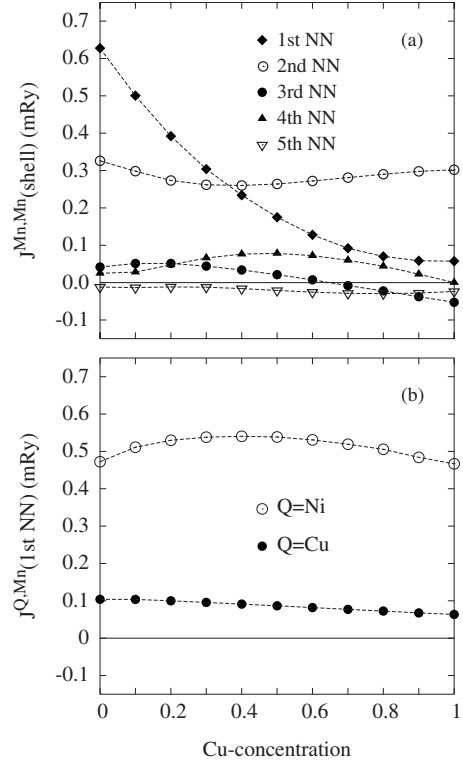 (a)
1st NN
2nd NN
3rd NN
4th NN
5th NN
J^Mn,Mn(shell) (mRy)
0.7
0.6
0.5
0.4
0.3
0.2
0.1
0.0
-0.1
(b)
Q=Ni
Q=Cu
J^Q,Mn(1st NN) (mRy)
0.7
0.6
0.5
0.4
0.3
0.2
0.1
0
-0.1
0 0.2 0.4 0.6 0.8 1
Cu-concentration